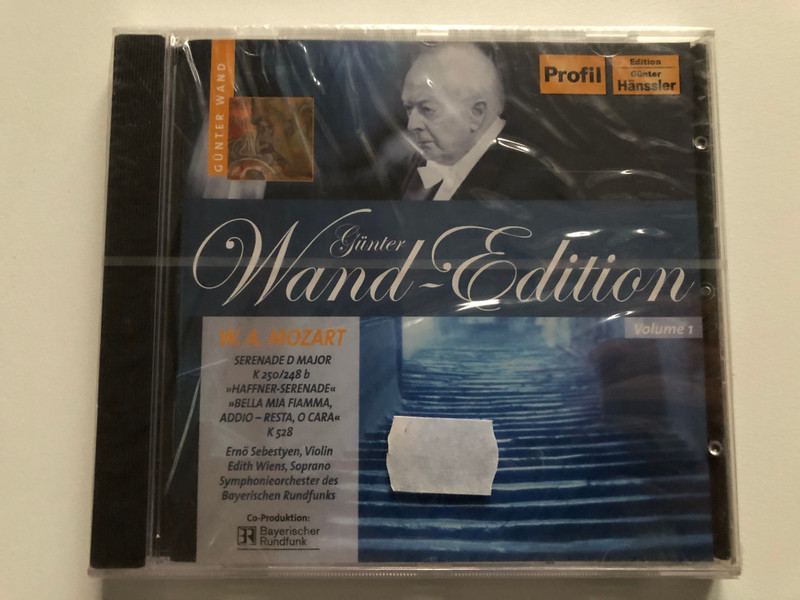 GÜNTER WAND
Profil
Edition
Günter
Hänssler
Günter
Wand-Edition
Volume 1
W. A. MOZART
SERENADE D MAJOR
K 250/248 b
»HAFFNER-SERENADE«
»BELLA MIA FIAMMA,
ADDIO – RESTA, O CARA«
K 528
Ernö Sebestyen, Violin
Edith Wiens, Soprano
Symphonieorchester des
Bayerischen Rundfunks
Co-Produktion:
BR Bayerischer
Rundfunk